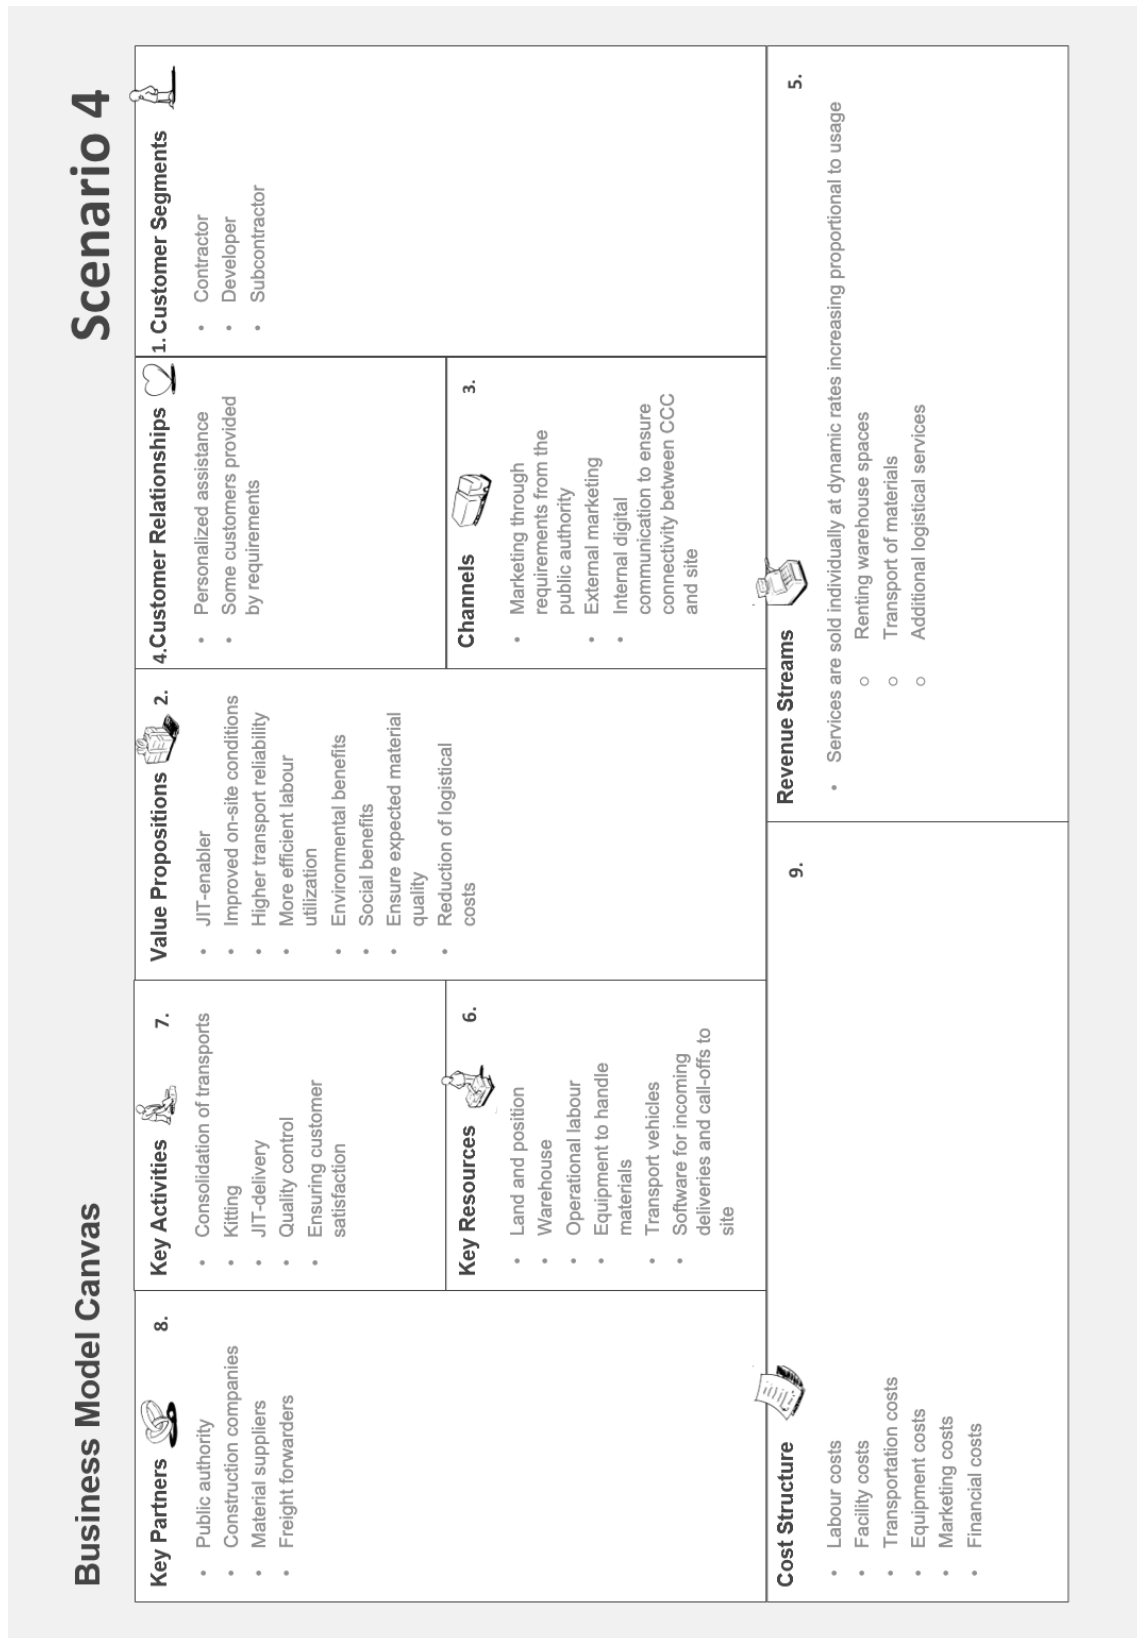 Business Model Canvas
Scenario 4
Key Partners 8.
• Public authority
• Construction companies
• Material suppliers
• Freight forwarders
Key Activities 7.
• Consolidation of transports
• Kitting
• JIT-delivery
• Quality control
• Ensuring customer
satisfaction
Key Resources 6.
• Land and position
• Warehouse
• Operational labour
• Equipment to handle
materials
• Transport vehicles
• Software for incoming
deliveries and call-offs to
site
Value Propositions 2.
• JIT-enabler
• Improved on-site conditions
• Higher transport reliability
• More efficient labour
utilization
• Environmental benefits
• Social benefits
• Ensure expected material
quality
• Reduction of logistical
costs
4.Customer Relationships
• Personalized assistance
• Some customers provided
by requirements
Channels 3.
• Marketing through
requirements from the
public authority
• External marketing
• Internal digital
communication to ensure
connectivity between CCC
and site
1. Customer Segments
• Contractor
• Developer
• Subcontractor
Cost Structure 9.
• Labour costs
• Facility costs
• Transportation costs
• Equipment costs
• Marketing costs
• Financial costs
Revenue Streams 5.
• Services are sold individually at dynamic rates increasing proportional to usage
○ Renting warehouse spaces
○ Transport of materials
○ Additional logistical services